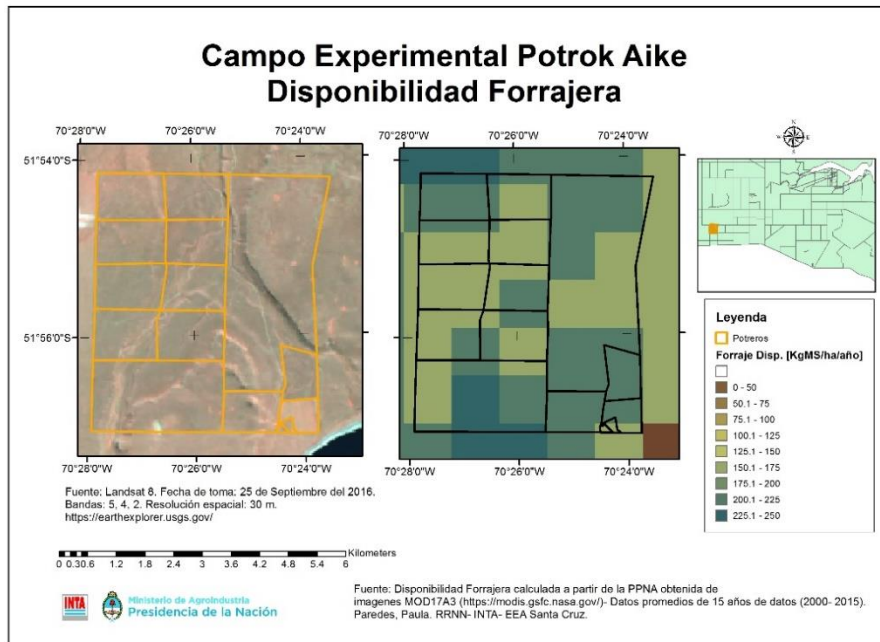 Campo Experimental Potrok Aike
Disponibilidad Forrajera
70°28'0"W
70°26'0"W
70°24'0"W
70°28'0"W
70°26'0"W
70°24'0"W
51°54'0"S
51°56'0"S
70°28'0"W
70°26'0"W
70°24'0"W
70°28'0"W
70°26'0"W
70°24'0"W
N
W
E
S
Leyenda
Potreros
Forraje Disp. [KgMS/ha/año]
0 - 50
50.1 - 75
75.1 - 100
100.1 - 125
125.1 - 150
150.1 - 175
175.1 - 200
200.1 - 225
225.1 - 250
Fuente: Landsat 8. Fecha de toma: 25 de Septiembre del 2016.
Bandas: 5, 4, 2. Resolución espacial: 30 m.
https://earthexplorer.usgs.gov/
Kilometers
0 0.30.6 1.2 1.8 2.4 3 3.6 4.2 4.8 5.4 6
INTA
Ministerio de Agroindustria
Presidencia de la Nación
Fuente: Disponibilidad Forrajera calculada a partir de la PPNA obtenida de
imagenes MOD17A3 (https://modis.gsfc.nasa.gov/)- Datos promedios de 15 años de datos (2000- 2015).
Paredes, Paula. RRNN- INTA- EEA Santa Cruz.